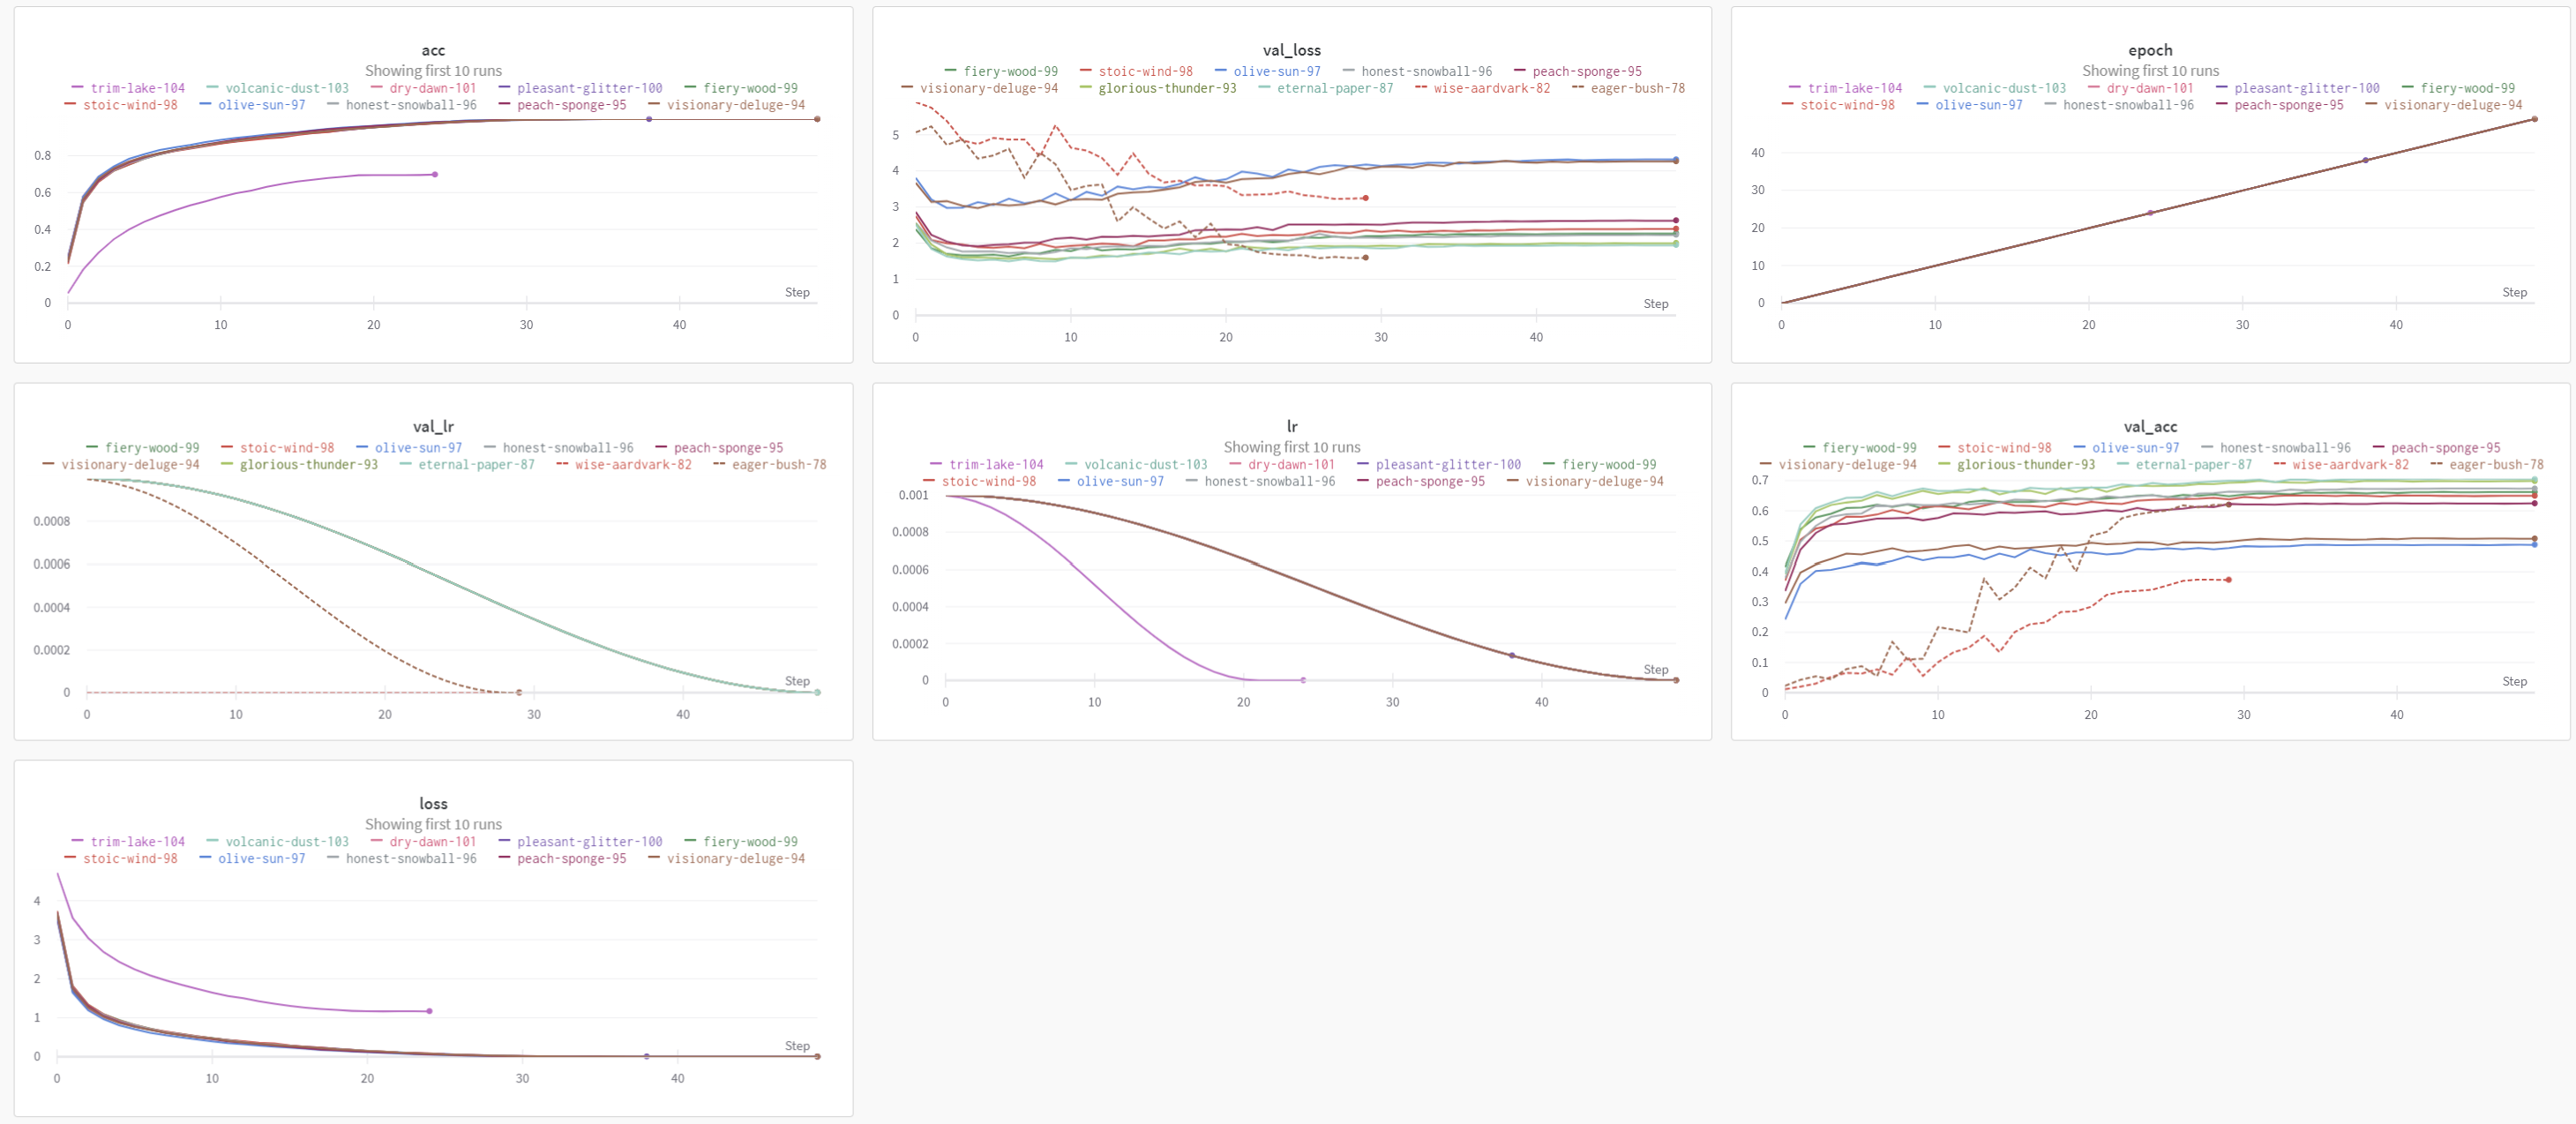 acc
Showing first 10 runs
trim-lake-104 volcanic-dust-103 dry-dawn-101 pleasant-glitter-100 fiery-wood-99
stoic-wind-98 olive-sun-97 honest-snowball-96 peach-sponge-95 visionary-deluge-94
0.8
0.6
0.4
0.2
0
Step
0 10 20 30 40
val_loss
fiery-wood-99 stoic-wind-98 olive-sun-97 honest-snowball-96 peach-sponge-95
visionary-deluge-94 glorious-thunder-93 eternal-paper-87 wise-aardvark-82 eager-bush-78
5
4
3
2
1
0
Step
0 10 20 30 40
epoch
Showing first 10 runs
trim-lake-104 volcanic-dust-103 dry-dawn-101 pleasant-glitter-100 fiery-wood-99
stoic-wind-98 olive-sun-97 honest-snowball-96 peach-sponge-95 visionary-deluge-94
40
30
20
10
0
Step
0 10 20 30 40
val_lr
fiery-wood-99 stoic-wind-98 olive-sun-97 honest-snowball-96 peach-sponge-95
visionary-deluge-94 glorious-thunder-93 eternal-paper-87 wise-aardvark-82 eager-bush-78
0.0008
0.0006
0.0004
0.0002
0
Step
0 10 20 30 40
lr
Showing first 10 runs
trim-lake-104 volcanic-dust-103 dry-dawn-101 pleasant-glitter-100 fiery-wood-99
stoic-wind-98 olive-sun-97 honest-snowball-96 peach-sponge-95 visionary-deluge-94
0.001
0.0008
0.0006
0.0004
0.0002
0
Step
0 10 20 30 40
val_acc
fiery-wood-99 stoic-wind-98 olive-sun-97 honest-snowball-96 peach-sponge-95
visionary-deluge-94 glorious-thunder-93 eternal-paper-87 wise-aardvark-82 eager-bush-78
0.7
0.6
0.5
0.4
0.3
0.2
0.1
0
Step
0 10 20 30 40
loss
Showing first 10 runs
trim-lake-104 volcanic-dust-103 dry-dawn-101 pleasant-glitter-100 fiery-wood-99
stoic-wind-98 olive-sun-97 honest-snowball-96 peach-sponge-95 visionary-deluge-94
4
3
2
1
0
Step
0 10 20 30 40